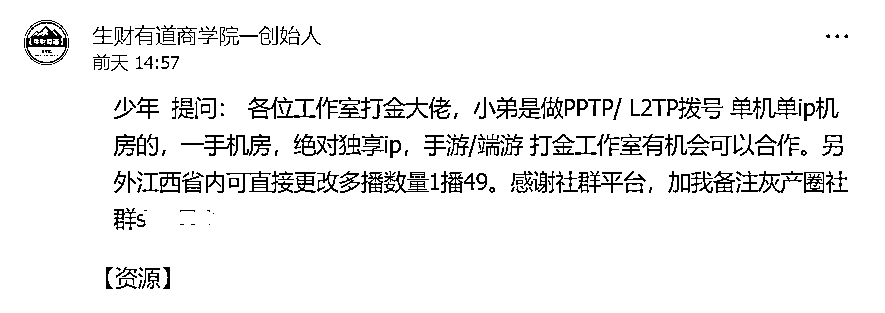 生财有道商学院—创始人
前天 14:57
少年 提问： 各位工作室打金大佬，小弟是做PPTP/ L2TP拨号 单机单ip机
房的，一手机房，绝对独享ip，手游/端游 打金工作室有机会可以合作。另
外江西省内可直接更改多播数量1播49。感谢社群平台，加我备注灰产圈社
群s
【资源】